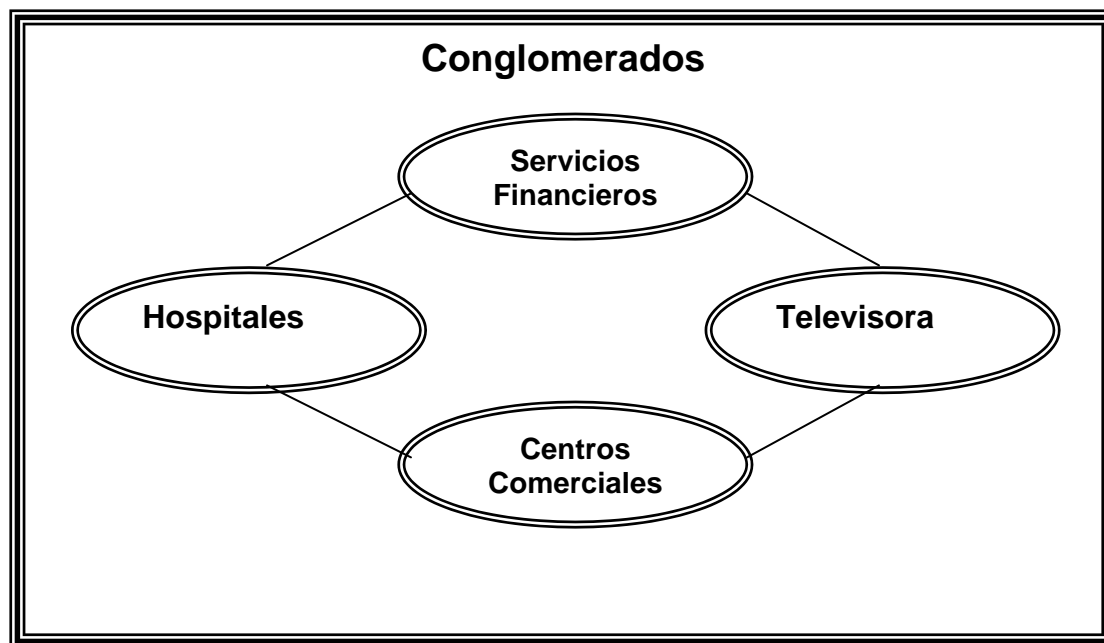 Conglomerados
Servicios
Financieros
Hospitales
Televisora
Centros
Comerciales